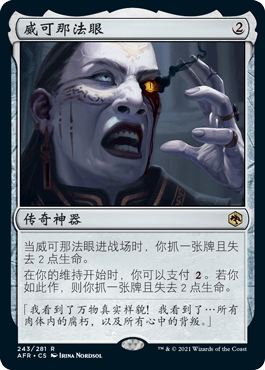 威可那法眼 2
传奇神器
当威可那法眼进战场时，你抓一张牌且失
去 2 点生命。
在你的维持开始时，你可以支付 2。若你
如此作，则你抓一张牌且失去 2 点生命。
「我看到了万物真实样貌！我看到了…所有
肉体内的腐朽，以及所有心中的背叛。」
243/281 R
AFR • CS IRINA NORDSOL
™ & © 2021 Wizards of the Coast